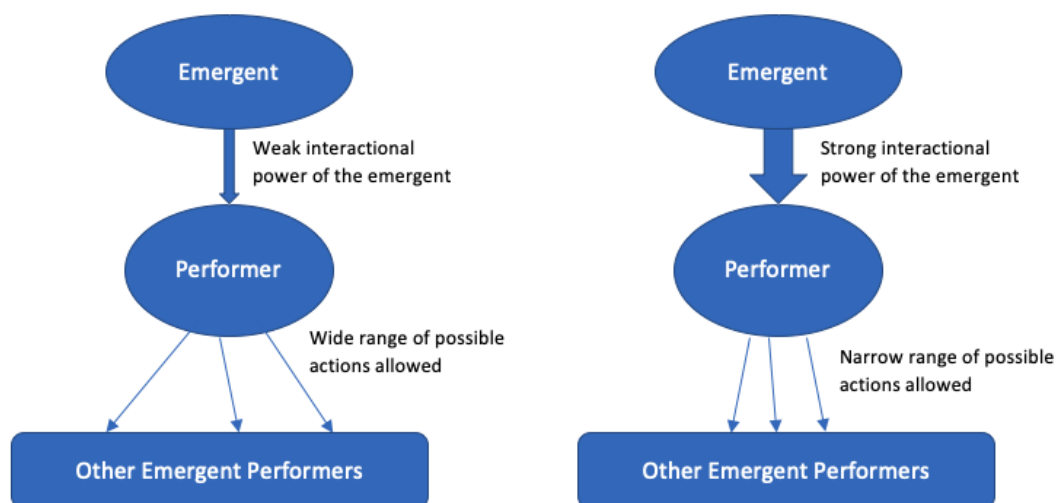 Emergent
Weak interactional
power of the emergent
Performer
Wide range of possible
actions allowed
Other Emergent Performers
Emergent
Strong interactional
power of the emergent
Performer
Narrow range of possible
actions allowed
Other Emergent Performers